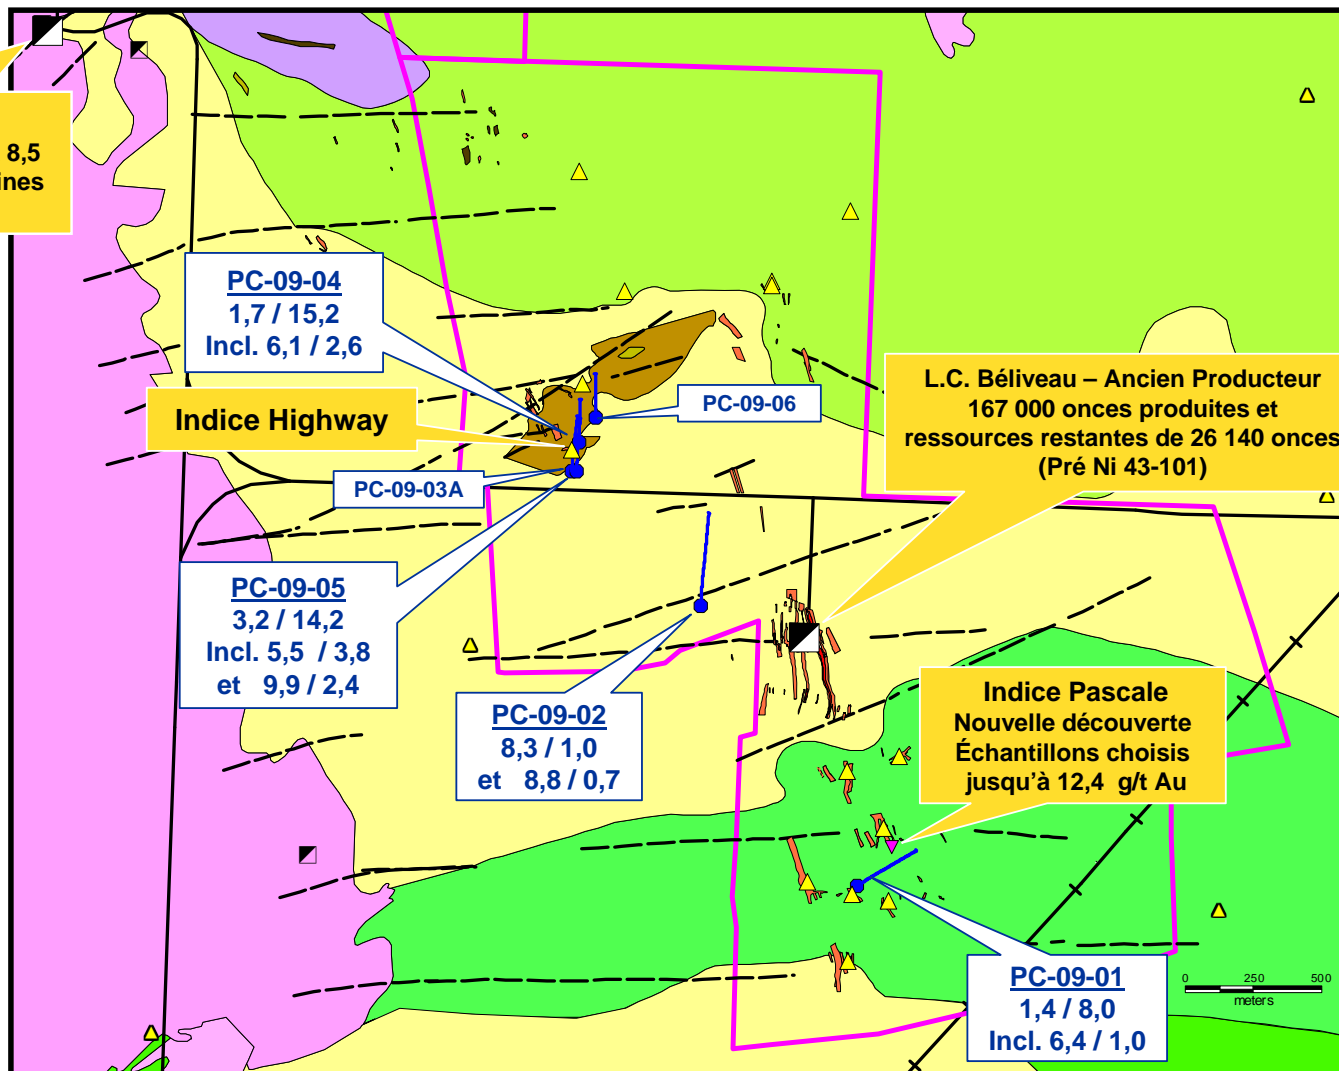 8,5
PC-09-04
1,7 / 15,2
Incl. 6,1 / 2,6
Indice Highway
PC-09-06
L.C. Béliveau – Ancien Producteur
167 000 onces produites et
ressources restantes de 26 140 onces
(Pré Ni 43-101)
PC-09-03A
PC-09-05
3,2 / 14,2
Incl. 5,5 / 3,8
et 9,9 / 2,4
PC-09-02
8,3 / 1,0
et 8,8 / 0,7
Indice Pascale
Nouvelle découverte
Échantillons choisis
jusqu'à 12,4 g/t Au
PC-09-01
1,4 / 8,0
Incl. 6,4 / 1,0
0 250 500
meters